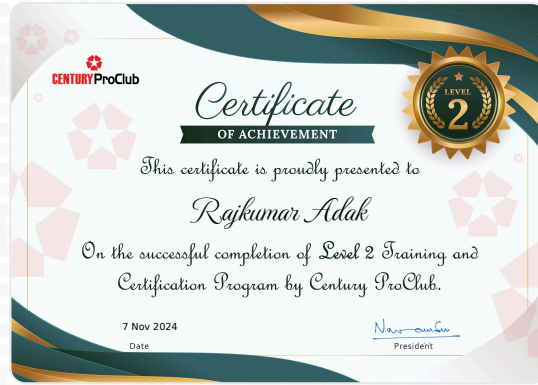 CENTURY ProClub
Certificate
OF ACHIEVEMENT
LEVEL
2
This certificate is proudly presented to
Rajkumar Adak
On the successful completion of Level 2 Training and
Certification Program by Century ProClub.
7 Nov 2024
Date
President